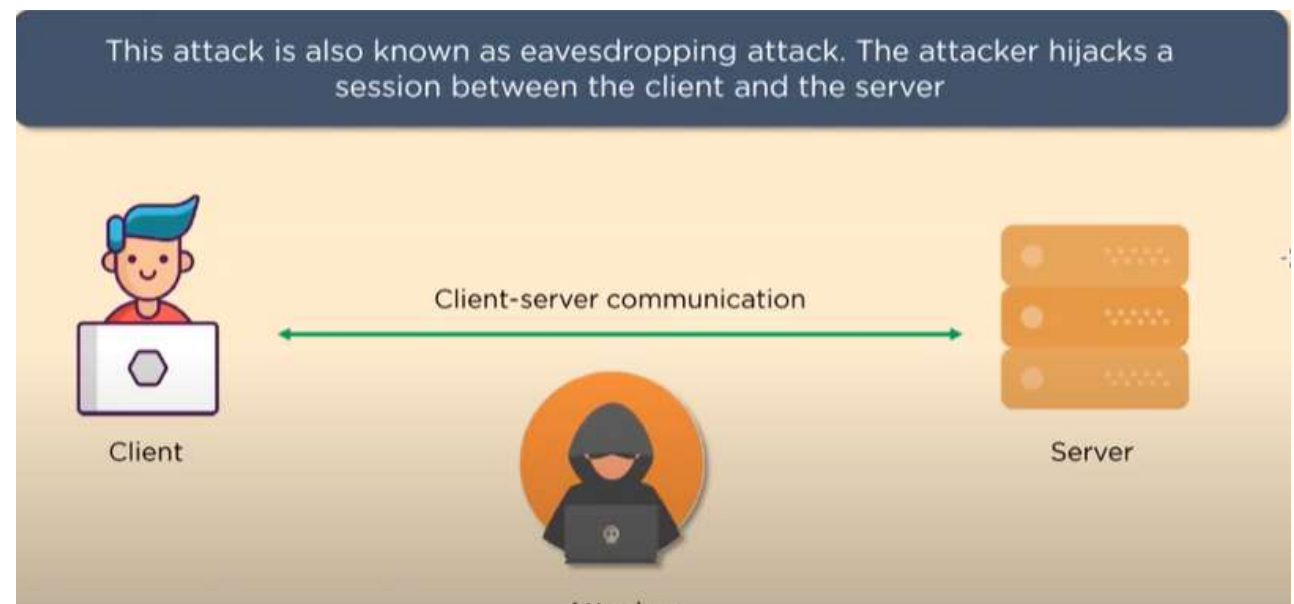 This attack is also known as eavesdropping attack. The attacker hijacks a
session between the client and the server
Client-server communication
Client
Server